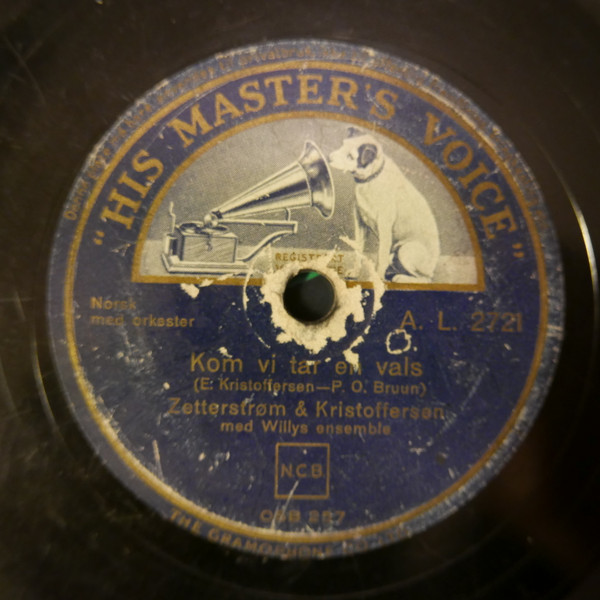 "HIS MASTER'S VOICE"
REGISTERET
Norsk
med orkester
A. L. 2721
Kom vi tar en vals
(E. Kristoffersen—P. O. Bruun)
Zetterstrøm & Kristoffersen
med Willys ensemble
NCB
THE GRAMOPHONE